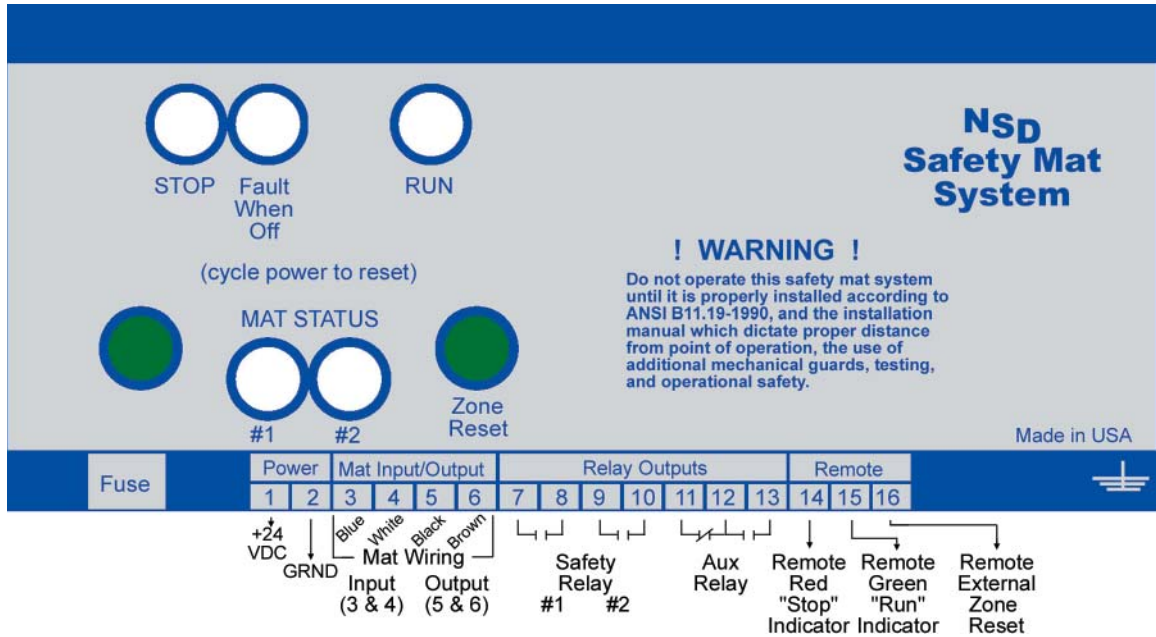 STOP
Fault
When
Off
RUN
NSD
Safety Mat
System
(cycle power to reset)
! WARNING !
Do not operate this safety mat system
until it is properly installed according to
ANSI B11.19-1990, and the installation
manual which dictate proper distance
from point of operation, the use of
additional mechanical guards, testing,
and operational safety.
MAT STATUS
#1 #2
Zone
Reset
Made in USA
Fuse
Power Mat Input/Output Relay Outputs Remote
1 2 3 4 5 6 7 8 9 10 11 12 13 14 15 16
+24
VDC
GRND
Blue White Black Brown
Mat Wiring
Input
(3 & 4)
Output
(5 & 6)
Safety
Relay
#1 #2
Aux
Relay
Remote
Red
"Stop"
Indicator
Remote
Green
"Run"
Indicator
Remote
External
Zone
Reset